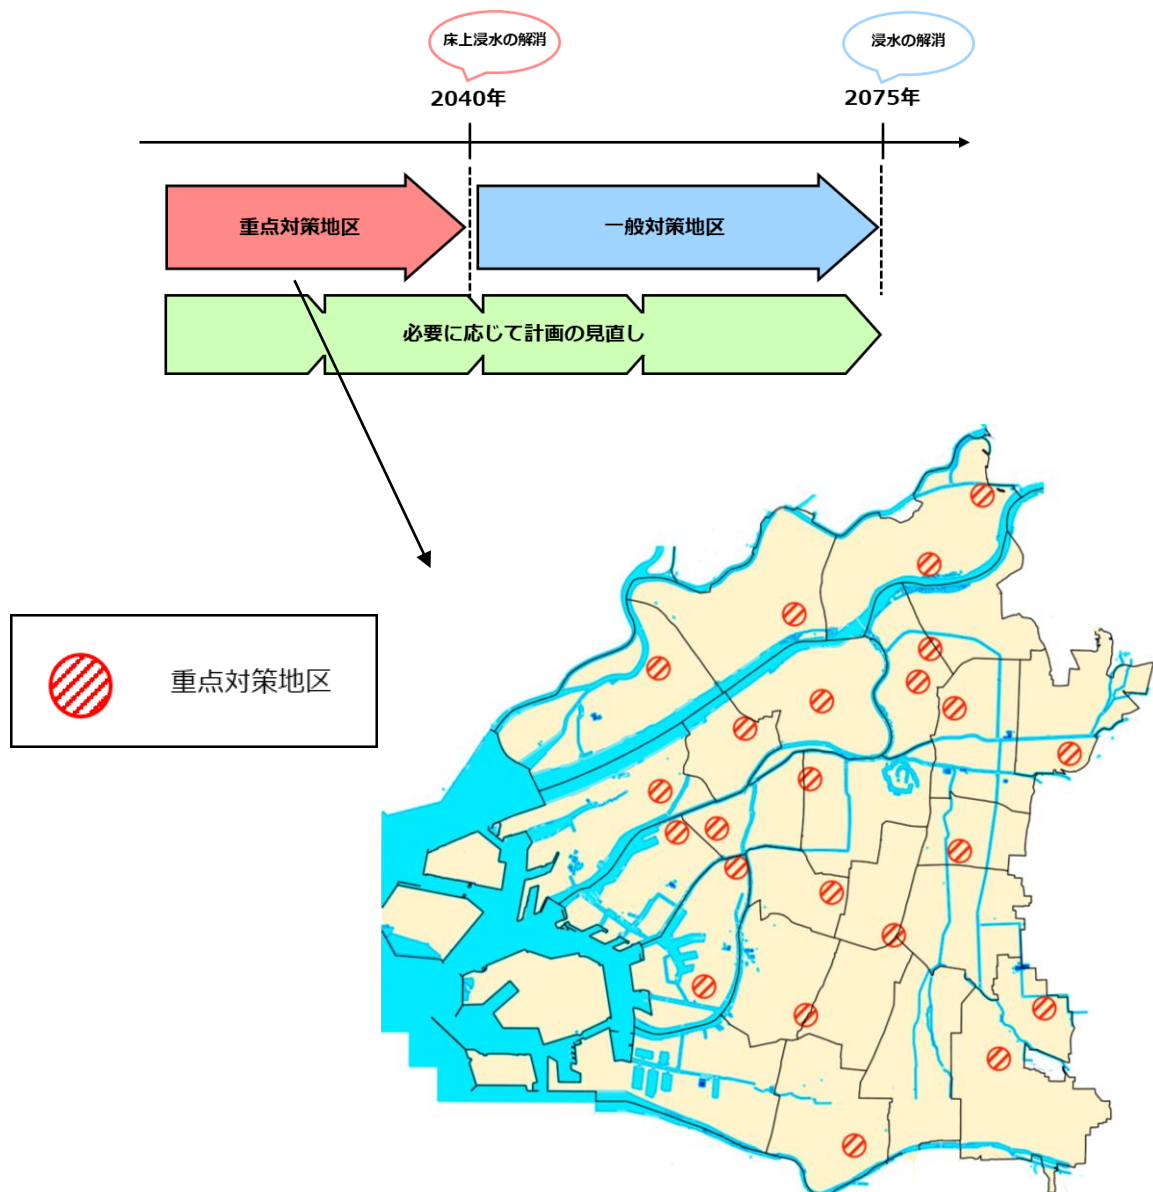 床上浸水の解消
浸水の解消
2040年
2075年
重点対策地区
一般対策地区
必要に応じて計画の見直し
重点対策地区